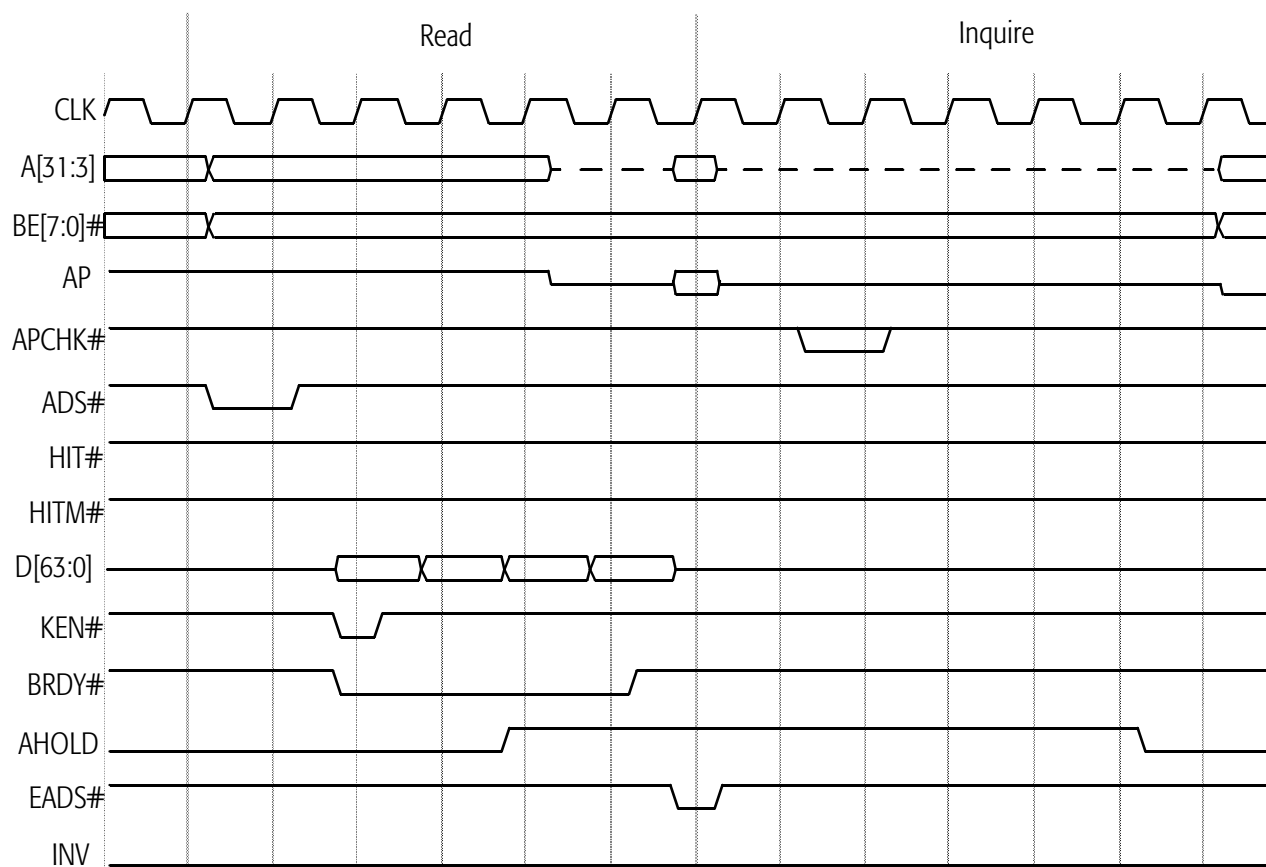 Read
Inquire
CLK
A[31:3]
BE[7:0]#
AP
APCHK#
ADS#
HIT#
HITM#
D[63:0]
KEN#
BRDY#
AHOLD
EADS#
INV